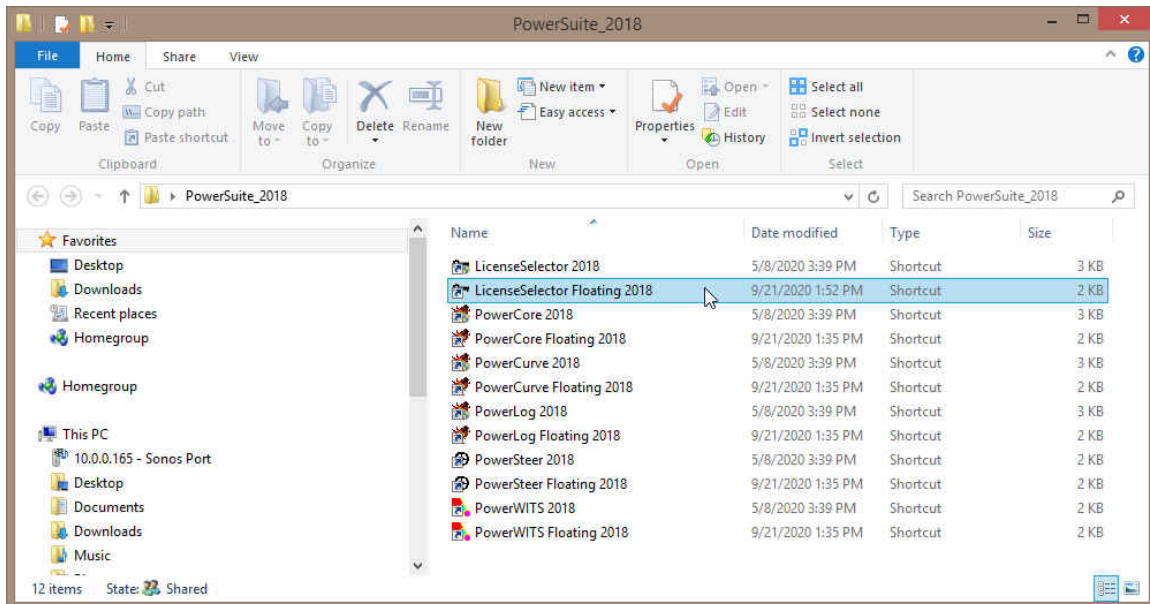 PowerSuite_2018
File Home Share View
Copy Paste Cut Copy path Paste shortcut Move to Copy to Delete Rename New folder New item Easy access Properties Open Edit History Select all Select none Invert selection
Clipboard Organize New Open Select
PowerSuite_2018 Search PowerSuite_2018
Favorites
Desktop
Downloads
Recent places
Homegroup
Homegroup
This PC
10.0.0.165 - Sonos Port
Desktop
Documents
Downloads
Music
Name Date modified Type Size
LicenseSelector 2018 5/8/2020 3:39 PM Shortcut 3 KB
LicenseSelector Floating 2018 9/21/2020 1:52 PM Shortcut 2 KB
PowerCore 2018 5/8/2020 3:39 PM Shortcut 3 KB
PowerCore Floating 2018 9/21/2020 1:35 PM Shortcut 2 KB
PowerCurve 2018 5/8/2020 3:39 PM Shortcut 3 KB
PowerCurve Floating 2018 9/21/2020 1:35 PM Shortcut 2 KB
PowerLog 2018 5/8/2020 3:39 PM Shortcut 3 KB
PowerLog Floating 2018 9/21/2020 1:35 PM Shortcut 2 KB
PowerSteer 2018 5/8/2020 3:39 PM Shortcut 3 KB
PowerSteer Floating 2018 9/21/2020 1:35 PM Shortcut 2 KB
PowerWITS 2018 5/8/2020 3:39 PM Shortcut 3 KB
PowerWITS Floating 2018 9/21/2020 1:35 PM Shortcut 2 KB
12 items State: Shared